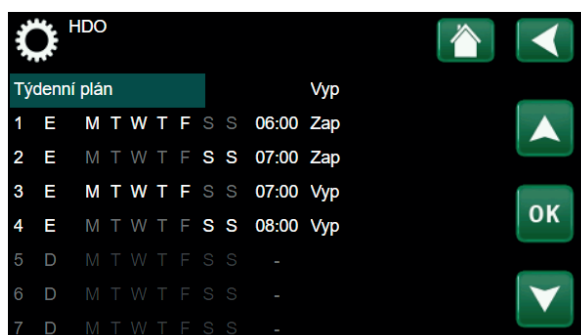 HDO
Týdenní plán Vyp
1 E M T W T F S S 06:00 Zap
2 E M T W T F S S 07:00 Zap
3 E M T W T F S S 07:00 Vyp
4 E M T W T F S S 08:00 Vyp
5 D M T W T F S S -
6 D M T W T F S S -
7 D M T W T F S S -
OK